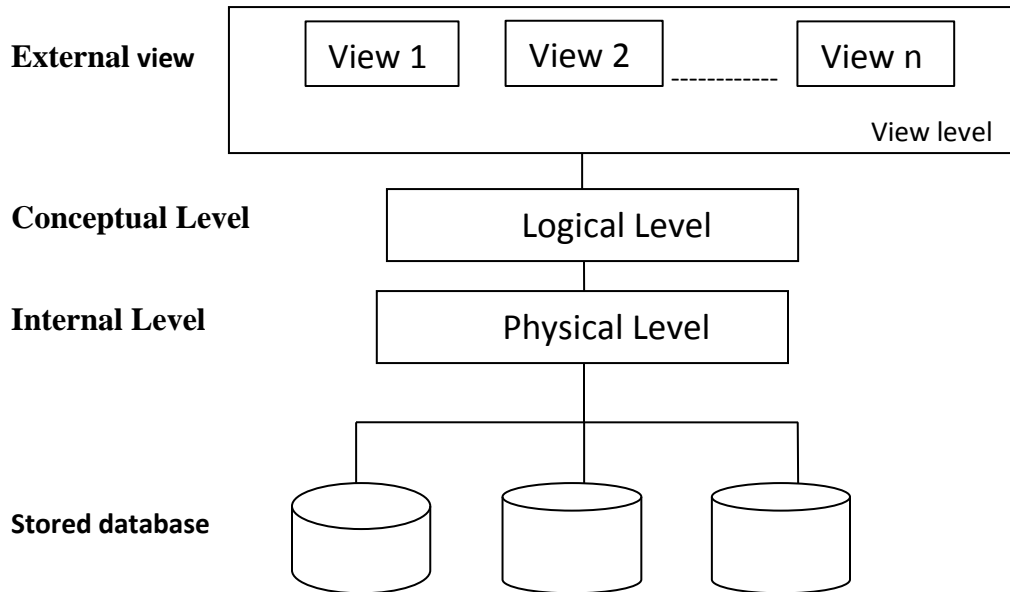 External view
View 1
View 2
------------
View n
View level
Conceptual Level
Logical Level
Internal Level
Physical Level
Stored database